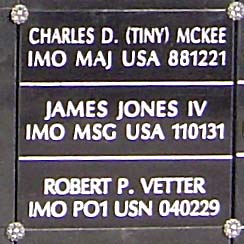 CHARLES D. (TINY) MCKEE
IMO MAJ USA 881221
JAMES JONES IV
IMO MSG USA 110131
ROBERT P. VETTER
IMO PO1 USN 040229